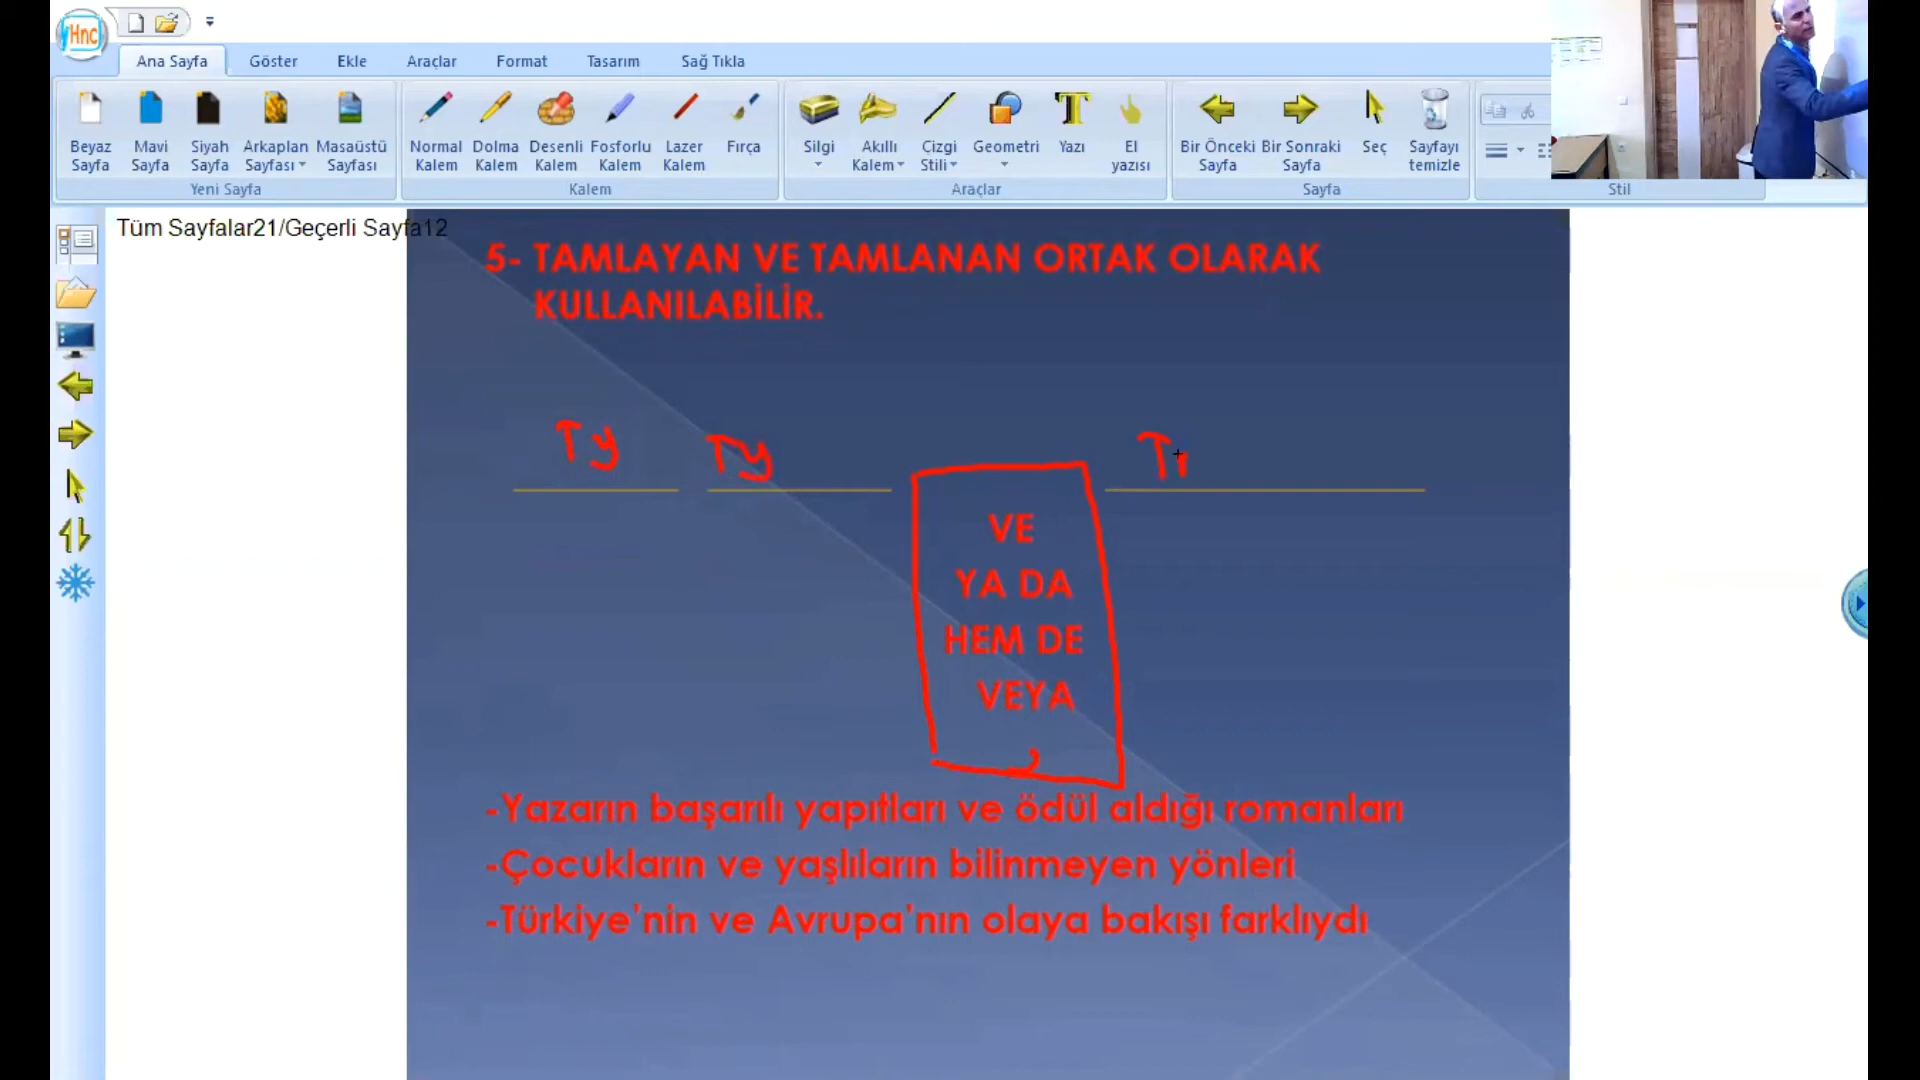 Hnc
Ana Sayfa Göster Ekle Araçlar Format Tasarım Sağ Tıkla
Beyaz Sayfa Mavi Sayfa Siyah Sayfa Arkaplan Sayfası Masaüstü Sayfası Normal Kalem Dolma Kalem Desenli Kalem Fosforlu Kalem Lazer Kalem Fırça Silgi Akıllı Kalem Çizgi Stili Geometri Yazı El yazısı Bir Önceki Sayfa Bir Sonraki Sayfa Seç Sayfayı temizle
Yeni Sayfa Kalem Araçlar Sayfa Stil
Tüm Sayfalar21/Geçerli Sayfa12
5- TAMLAYAN VE TAMLANAN ORTAK OLARAK
KULLANILABİLİR.
Ty Ty
VE
YA DA
HEM DE
VEYA
-Yazarın başarılı yapıtları ve ödül aldığı romanları
-Çocukların ve yaşlıların bilinmeyen yönleri
-Türkiye'nin ve Avrupa'nın olaya bakışı farklıydı